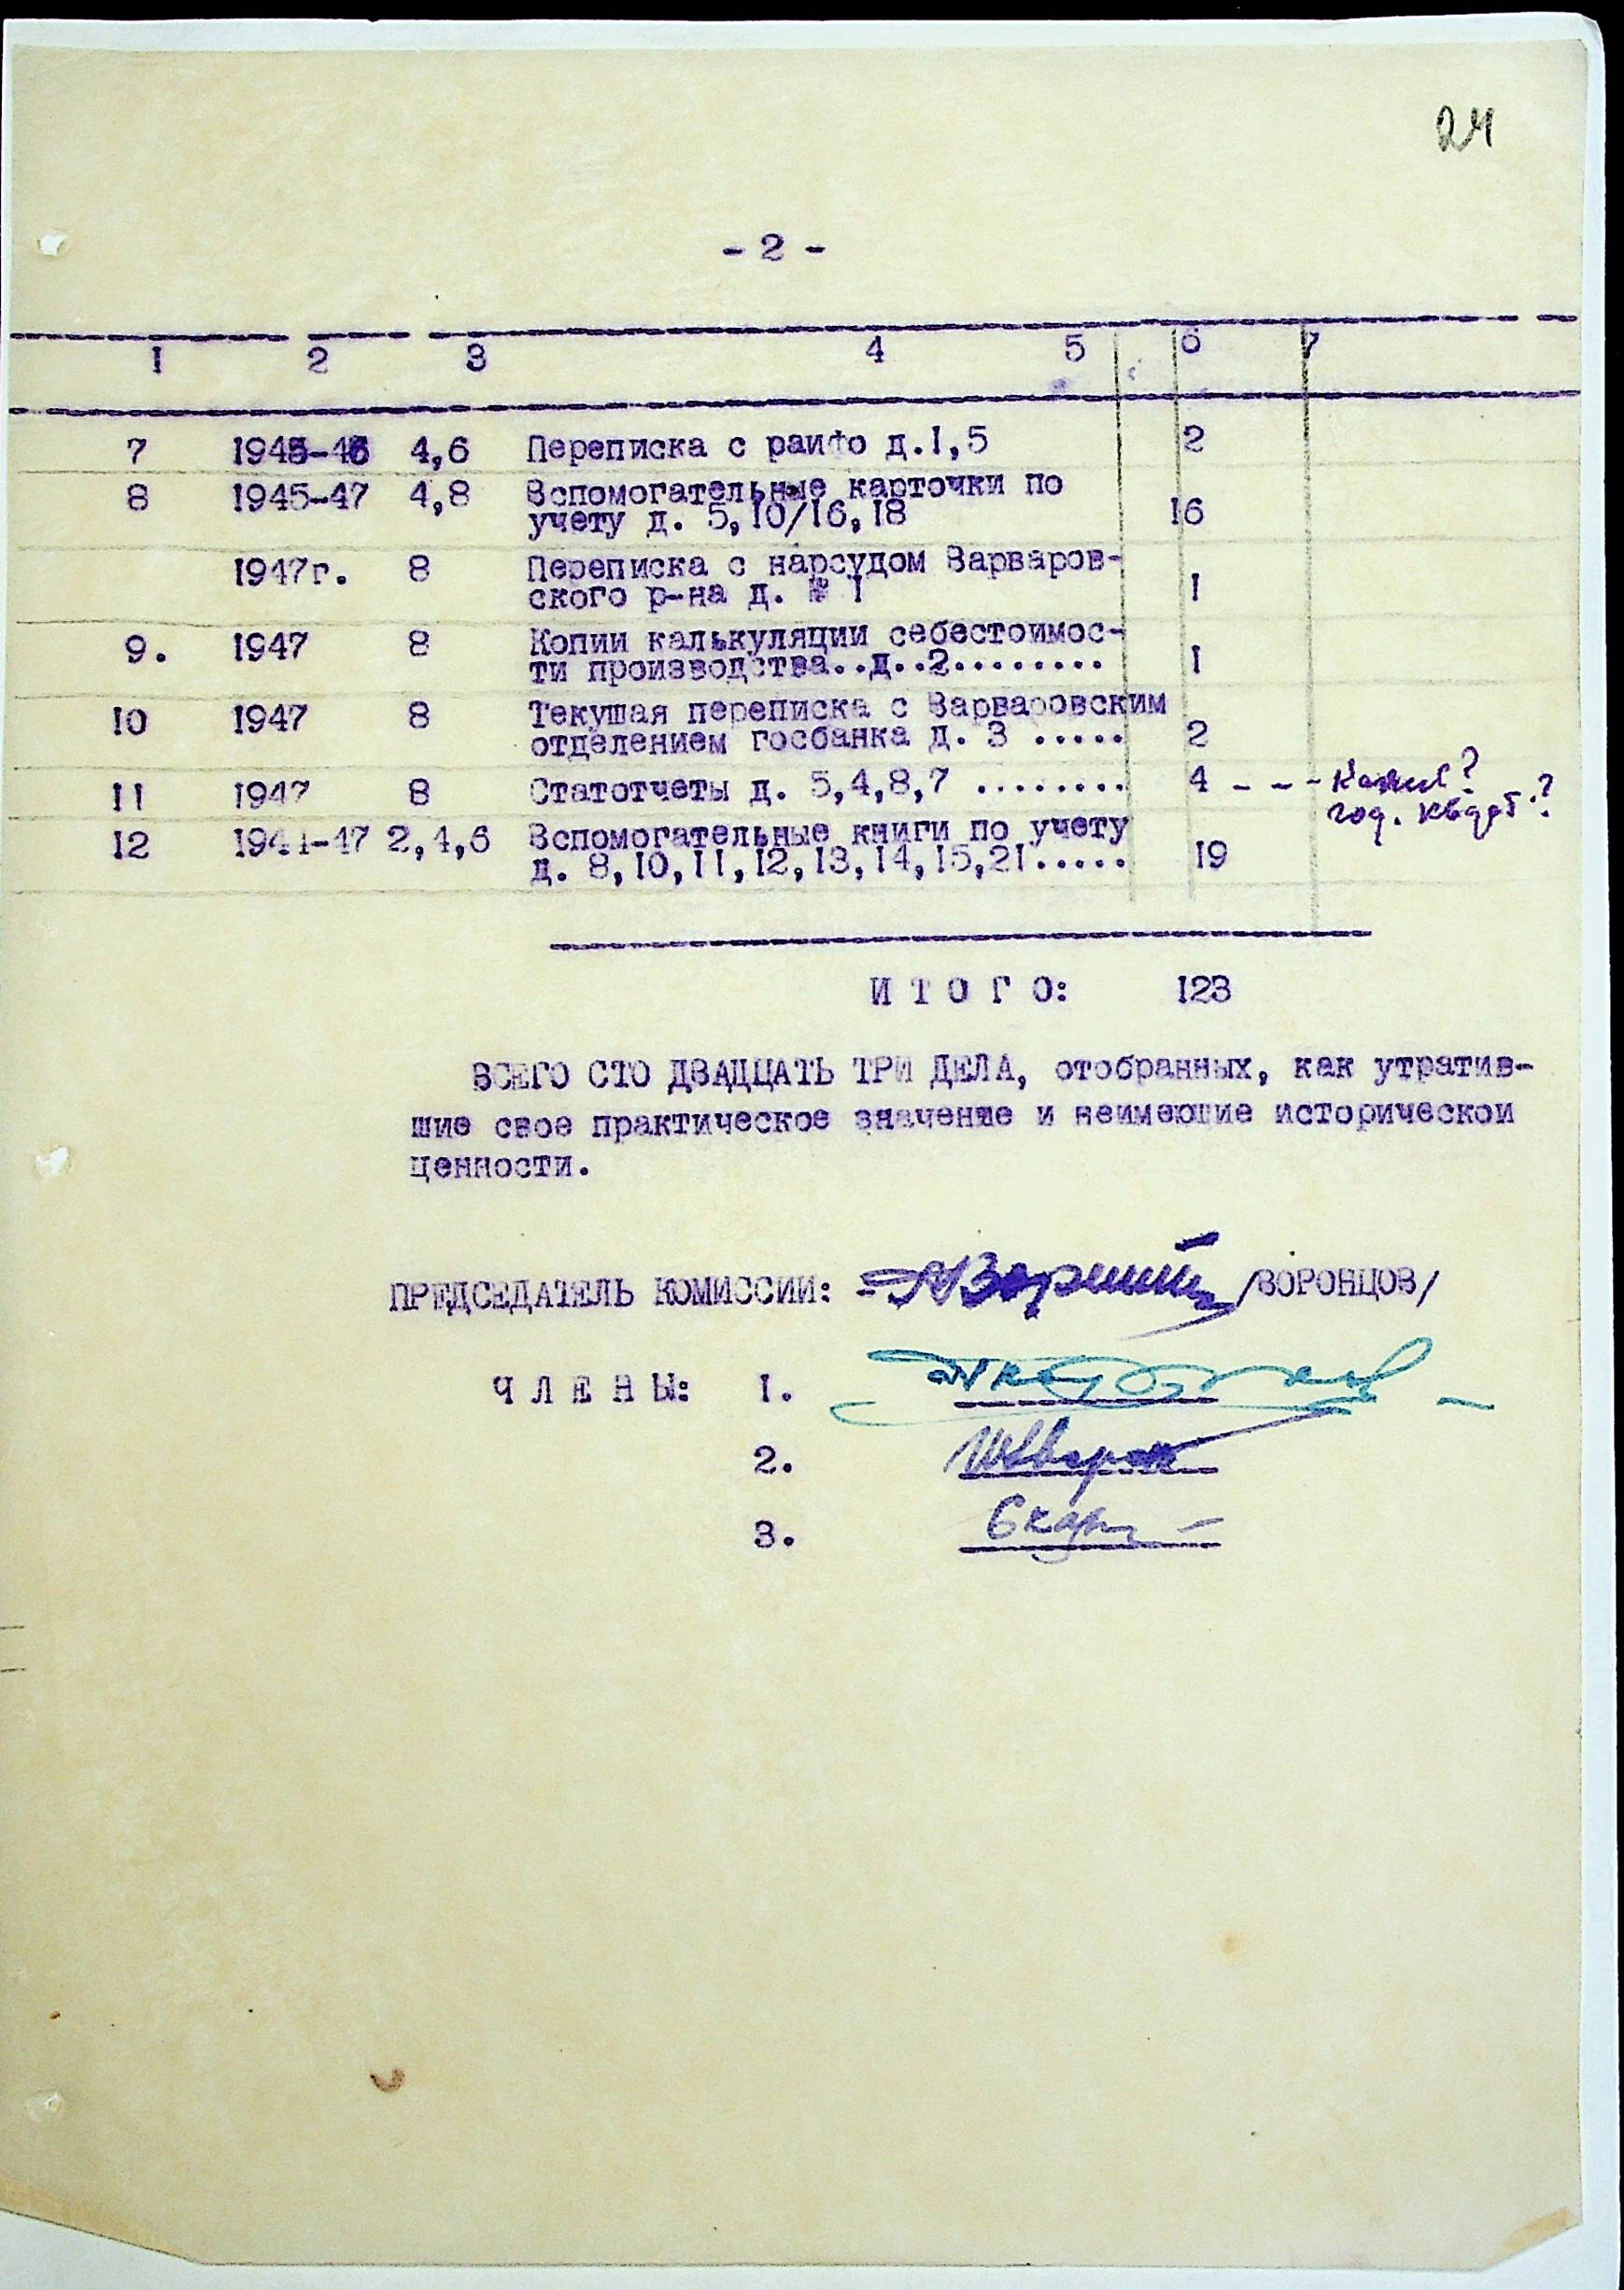 24
- 2 -
1 2 3 4 5 6 7
7 1945-46 4,6 Переписка с райфо д.1,5 2
8 1945-47 4,8 Вспомогательные карточки по
учету д. 5,10/16,18 16
1947г. 8 Переписка с нарсудом Варваров-
ского р-на д. № 1 1
9. 1947 8 Копии калькуляции себестоимос-
ти производства..д..2........ 1
10 1947 8 Текущая переписка с Варваровским
отделением госбанка д. 3 ..... 2
11 1947 8 Статотчеты д. 5,4,8,7 ........ 4 - - -
год. ?
12 1944-47 2,4,6 Вспомогательные книги по учету
д. 8,10,11,12,13,14,15,21..... 19
И Т О Г О: 123
ВСЕГО СТО ДВАДЦАТЬ ТРИ ДЕЛА, отобранных, как утратив-
шие свое практическое значение и неимеющие исторической
ценности.
ПРЕДСЕДАТЕЛЬ КОМИССИИ: /ВОРОНЦОВ/
Ч Л Е Н Ы: 1.
2.
3.